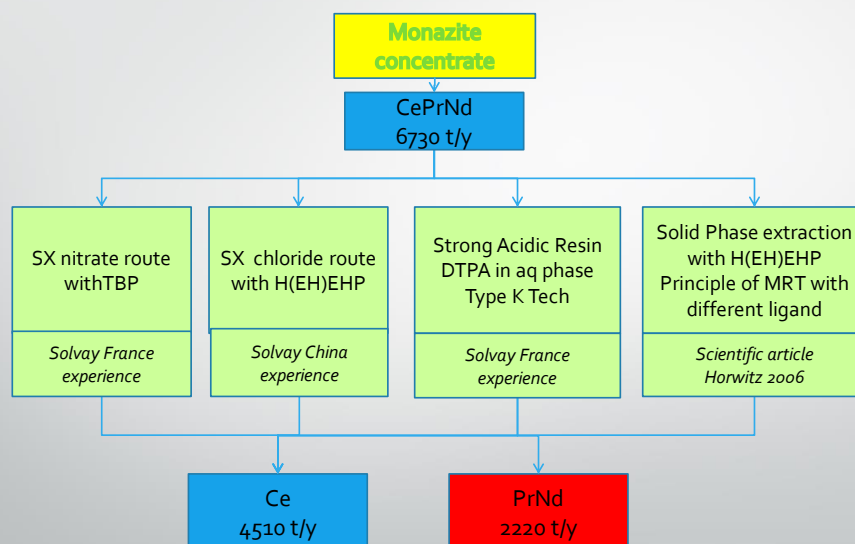 Monazite
concentrate
CePrNd
6730 t/y
SX nitrate route
withTBP
Solvay France
experience
SX chloride route
with H(EH)EHP
Solvay China
experience
Strong Acidic Resin
DTPA in aq phase
Type K Tech
Solvay France
experience
Solid Phase extraction
with H(EH)EHP
Principle of MRT with
different ligand
Scientific article
Horwitz 2006
Ce
4510 t/y
PrNd
2220 t/y